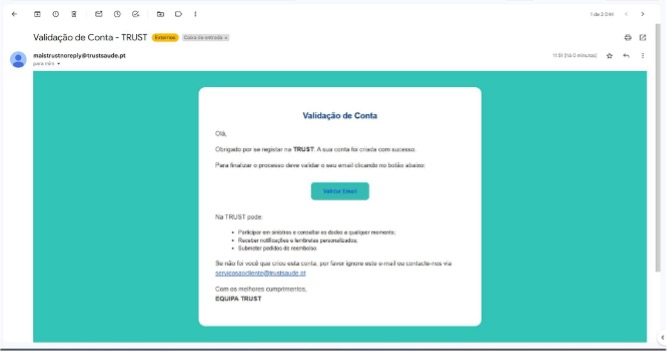 1 de 2.044
Validação de Conta - TRUST Externos Caixa de entrada ×
maistrustnoreply@trustsaude.pt 11:51 (há 0 minutos)
para mim
Validação de Conta
Olá,
Obrigado por se registar na TRUST. A sua conta foi criada com sucesso.
Para finalizar o processo deve validar o seu email clicando no botão abaixo:
Validar Email
Na TRUST pode:
• Participar em sinistros e consultar os dados a qualquer momento.
• Receber notificações e lembretes personalizados.
• Submeter pedidos de reembolso.
Se não foi você que criou esta conta, por favor ignore este e-mail ou contacte-nos via
servicoaocliente@trustsaude.pt
Com os melhores cumprimentos,
EQUIPA TRUST